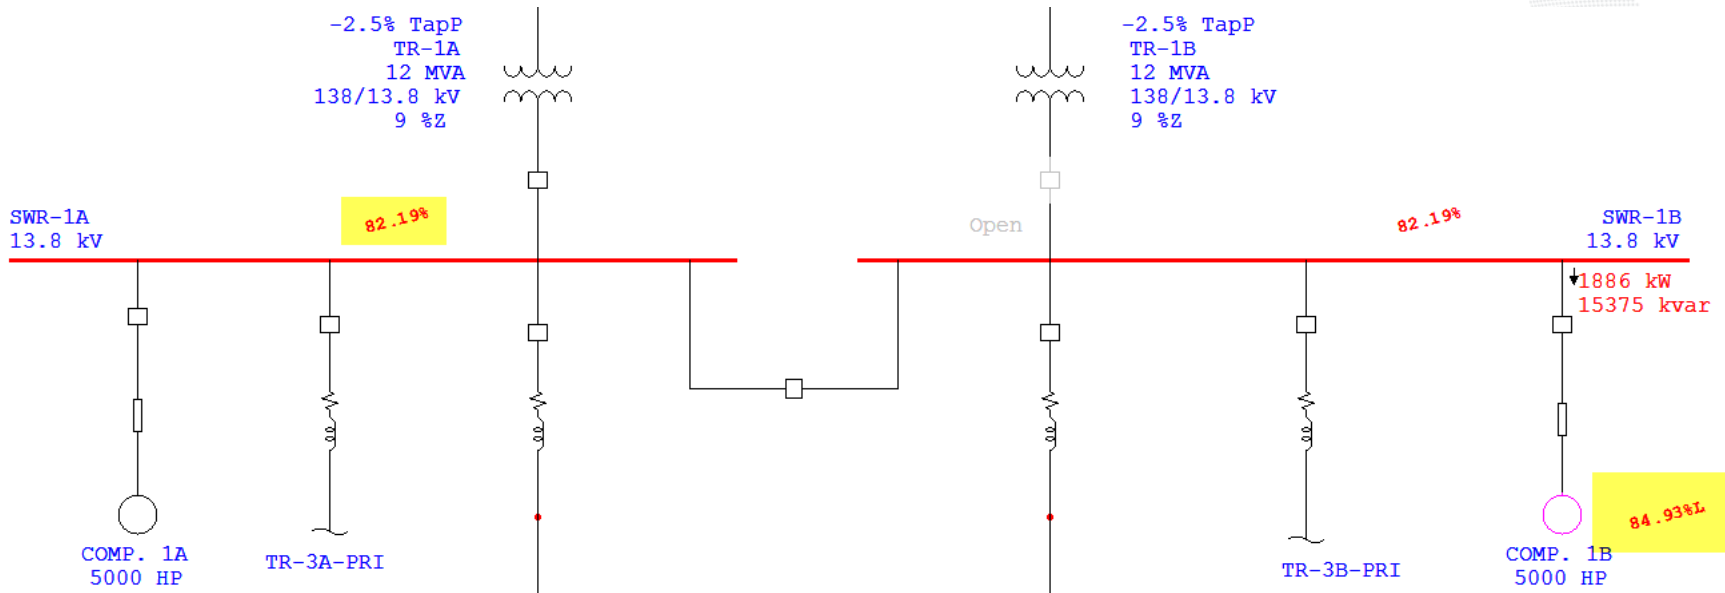 -2.5% TapP
TR-1A
12 MVA
138/13.8 kV
9 %Z
-2.5% TapP
TR-1B
12 MVA
138/13.8 kV
9 %Z
SWR-1A
13.8 kV
82.19%
Open
82.19%
SWR-1B
13.8 kV
1886 kW
15375 kvar
COMP. 1A
5000 HP
TR-3A-PRI
TR-3B-PRI
84.93%L
COMP. 1B
5000 HP